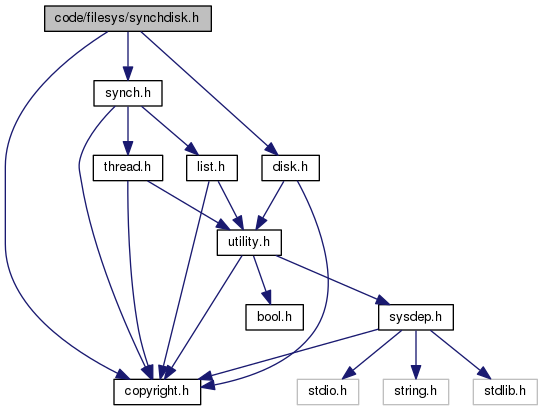 code/filesys/synchdisk.h
synch.h
thread.h
list.h
disk.h
utility.h
bool.h
sysdep.h
copyright.h
stdio.h
string.h
stdlib.h